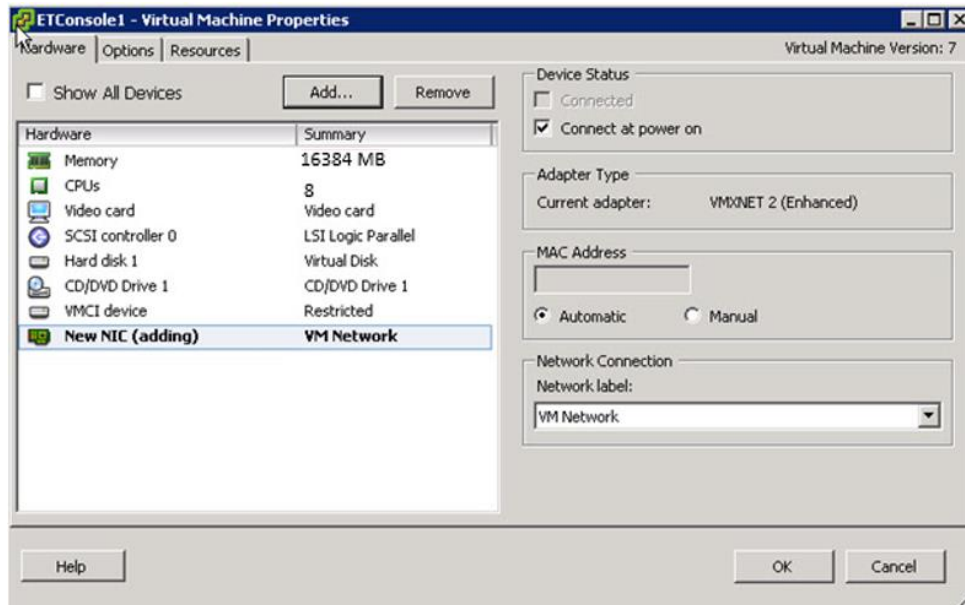 ETConsole1 - Virtual Machine Properties
Hardware Options Resources Virtual Machine Version: 7
Show All Devices Add... Remove
Hardware Summary
Memory 16384 MB
CPUs 8
Video card Video card
SCSI controller 0 LSI Logic Parallel
Hard disk 1 Virtual Disk
CD/DVD Drive 1 CD/DVD Drive 1
VMCI device Restricted
New NIC (adding) VM Network
Device Status
Connected
Connect at power on
Adapter Type
Current adapter: VMXNET 2 (Enhanced)
MAC Address
Automatic Manual
Network Connection
Network label:
VM Network
Help OK Cancel